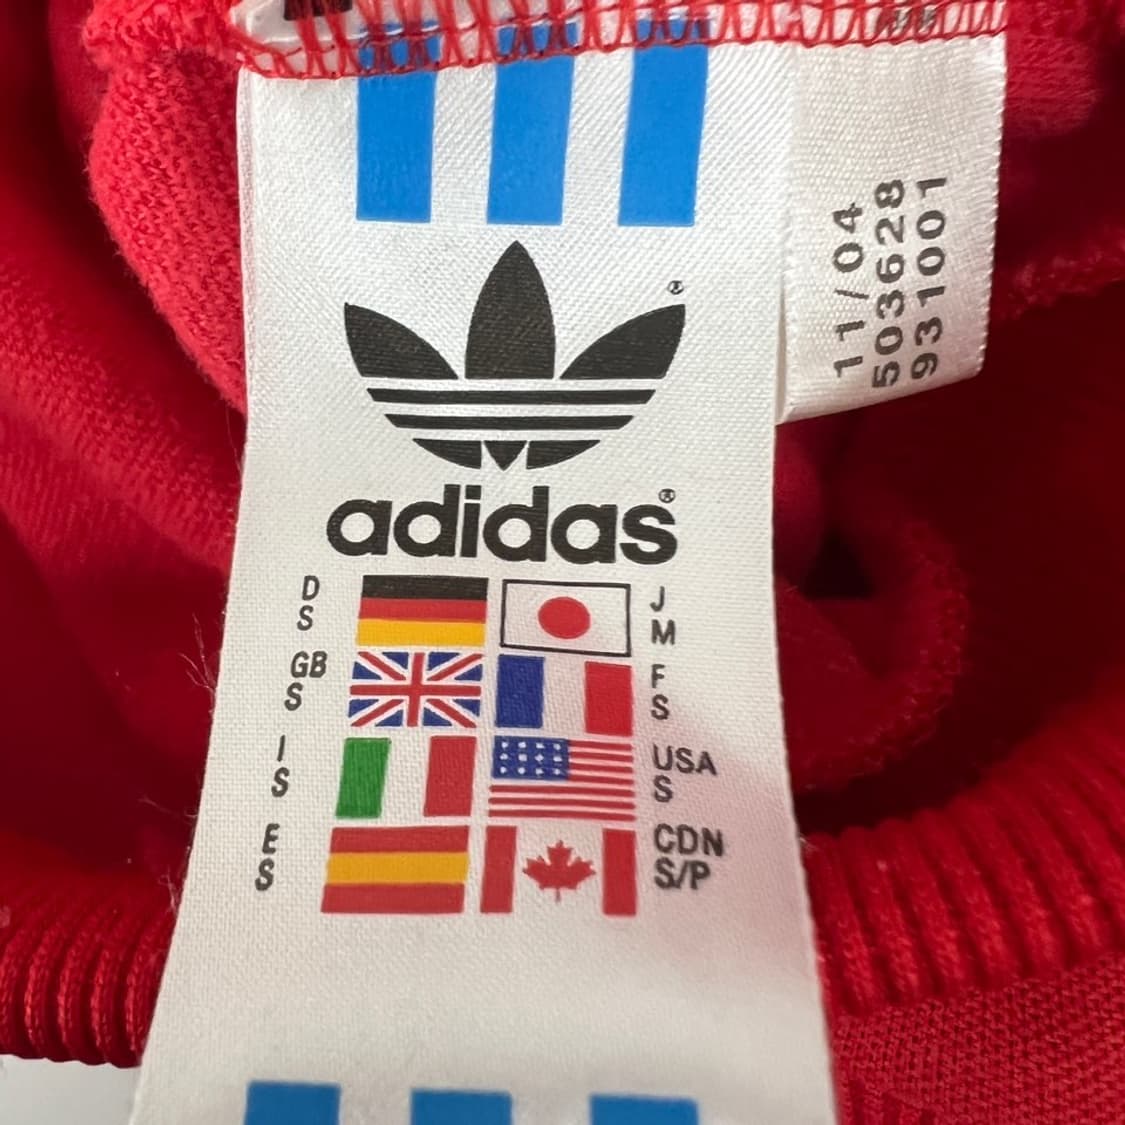 11/04
503628
931001
®
adidas®
D
S
J
M
GB
S
F
S
I
S
USA
S
E
S
CDN
S/P